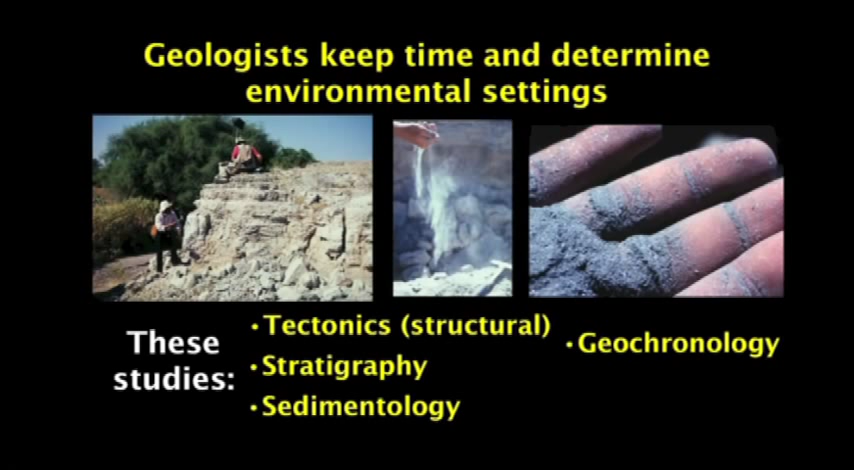 Geologists keep time and determine
environmental settings
These
studies:
•Tectonics (structural)
•Stratigraphy
•Sedimentology
•Geochronology